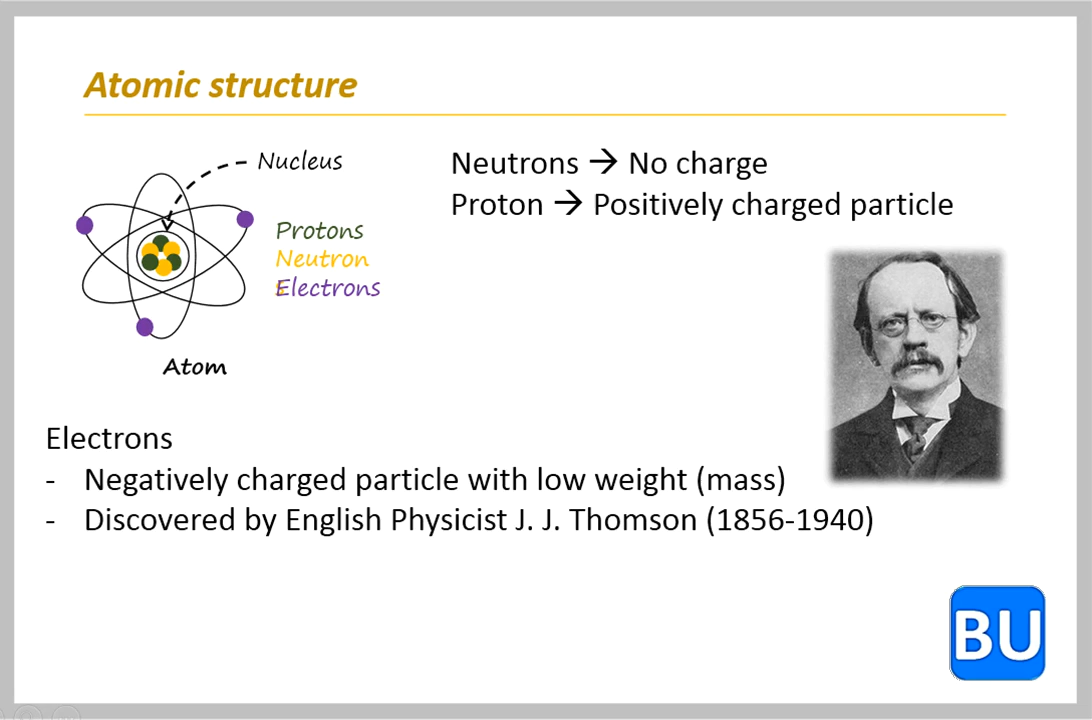 Atomic structure
Nucleus
Protons
Neutron
s
Electrons
Atom
Neutrons → No charge
Proton → Positively charged particle
Electrons
- Negatively charged particle with low weight (mass)
- Discovered by English Physicist J. J. Thomson (1856-1940)
BU